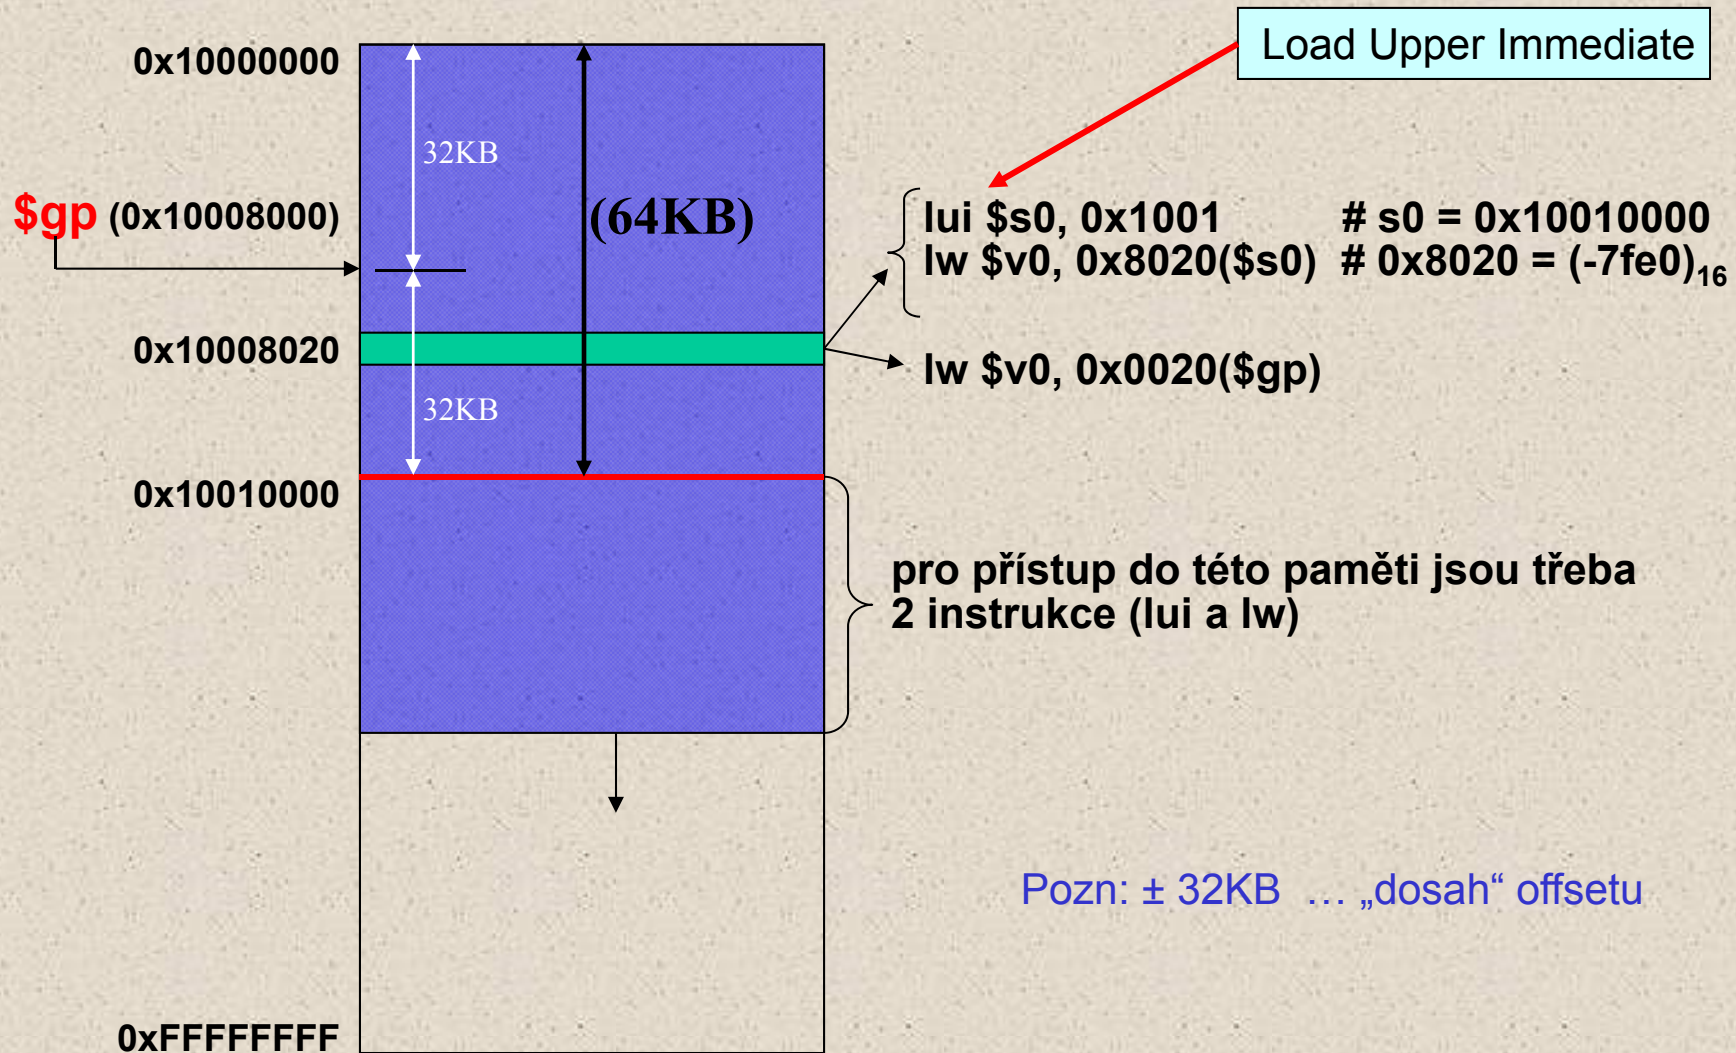 Load Upper Immediate
0x10000000
32KB
$gp (0x10008000)
(64KB)
lui $s0, 0x1001 # s0 = 0x10010000
lw $v0, 0x8020($s0) # 0x8020 = (-7fe0)16
0x10008020
lw $v0, 0x0020($gp)
32KB
0x10010000
pro přístup do této paměti jsou třeba
2 instrukce (lui a lw)
Pozn: ± 32KB … „dosah“ offsetu
0xFFFFFFFF